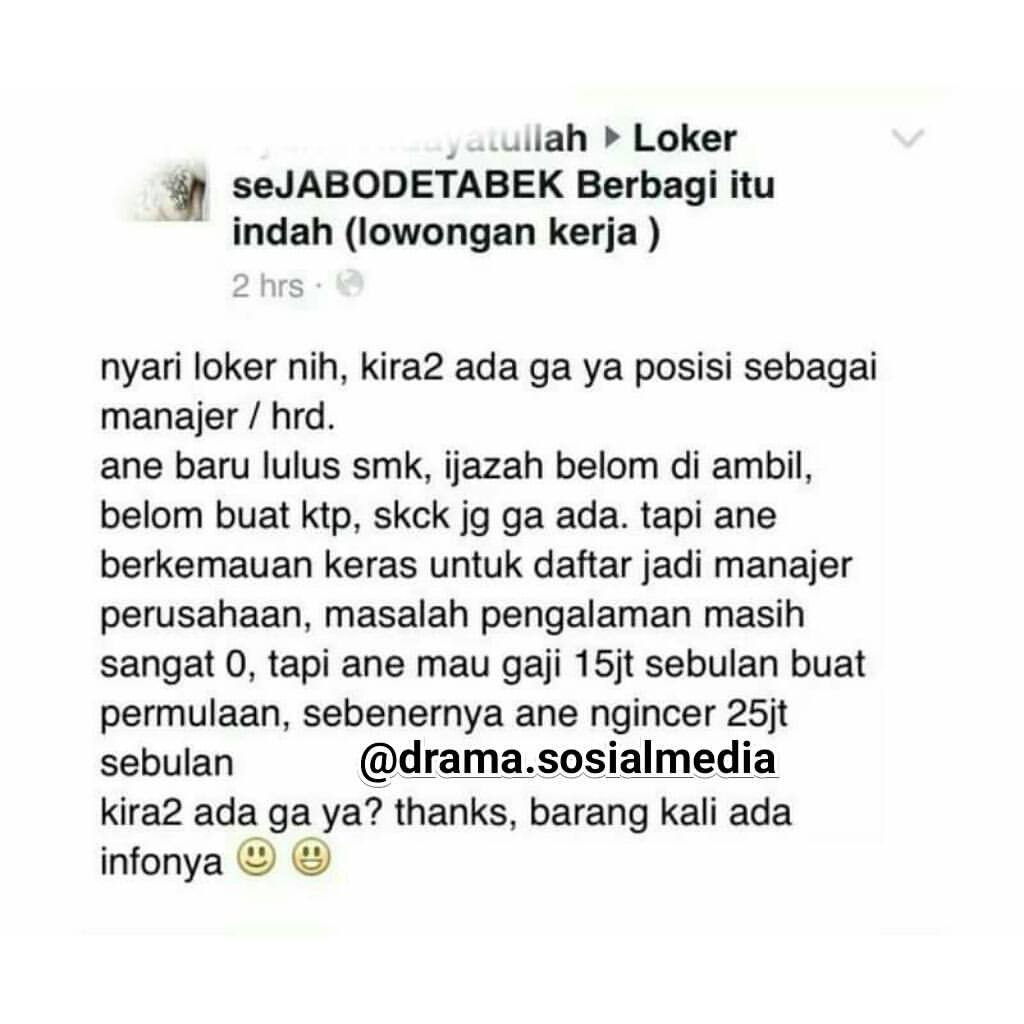 ▸ Loker
seJABODETABEK Berbagi itu
indah (lowongan kerja )
2 hrs ·
nyari loker nih, kira2 ada ga ya posisi sebagai
manajer / hrd.
ane baru lulus smk, ijazah belom di ambil,
belom buat ktp, skck jg ga ada. tapi ane
berkemauan keras untuk daftar jadi manajer
perusahaan, masalah pengalaman masih
sangat 0, tapi ane mau gaji 15jt sebulan buat
permulaan, sebenernya ane ngincer 25jt
sebulan
@drama.sosialmedia
kira2 ada ga ya? thanks, barang kali ada
infonya 🙂 😃